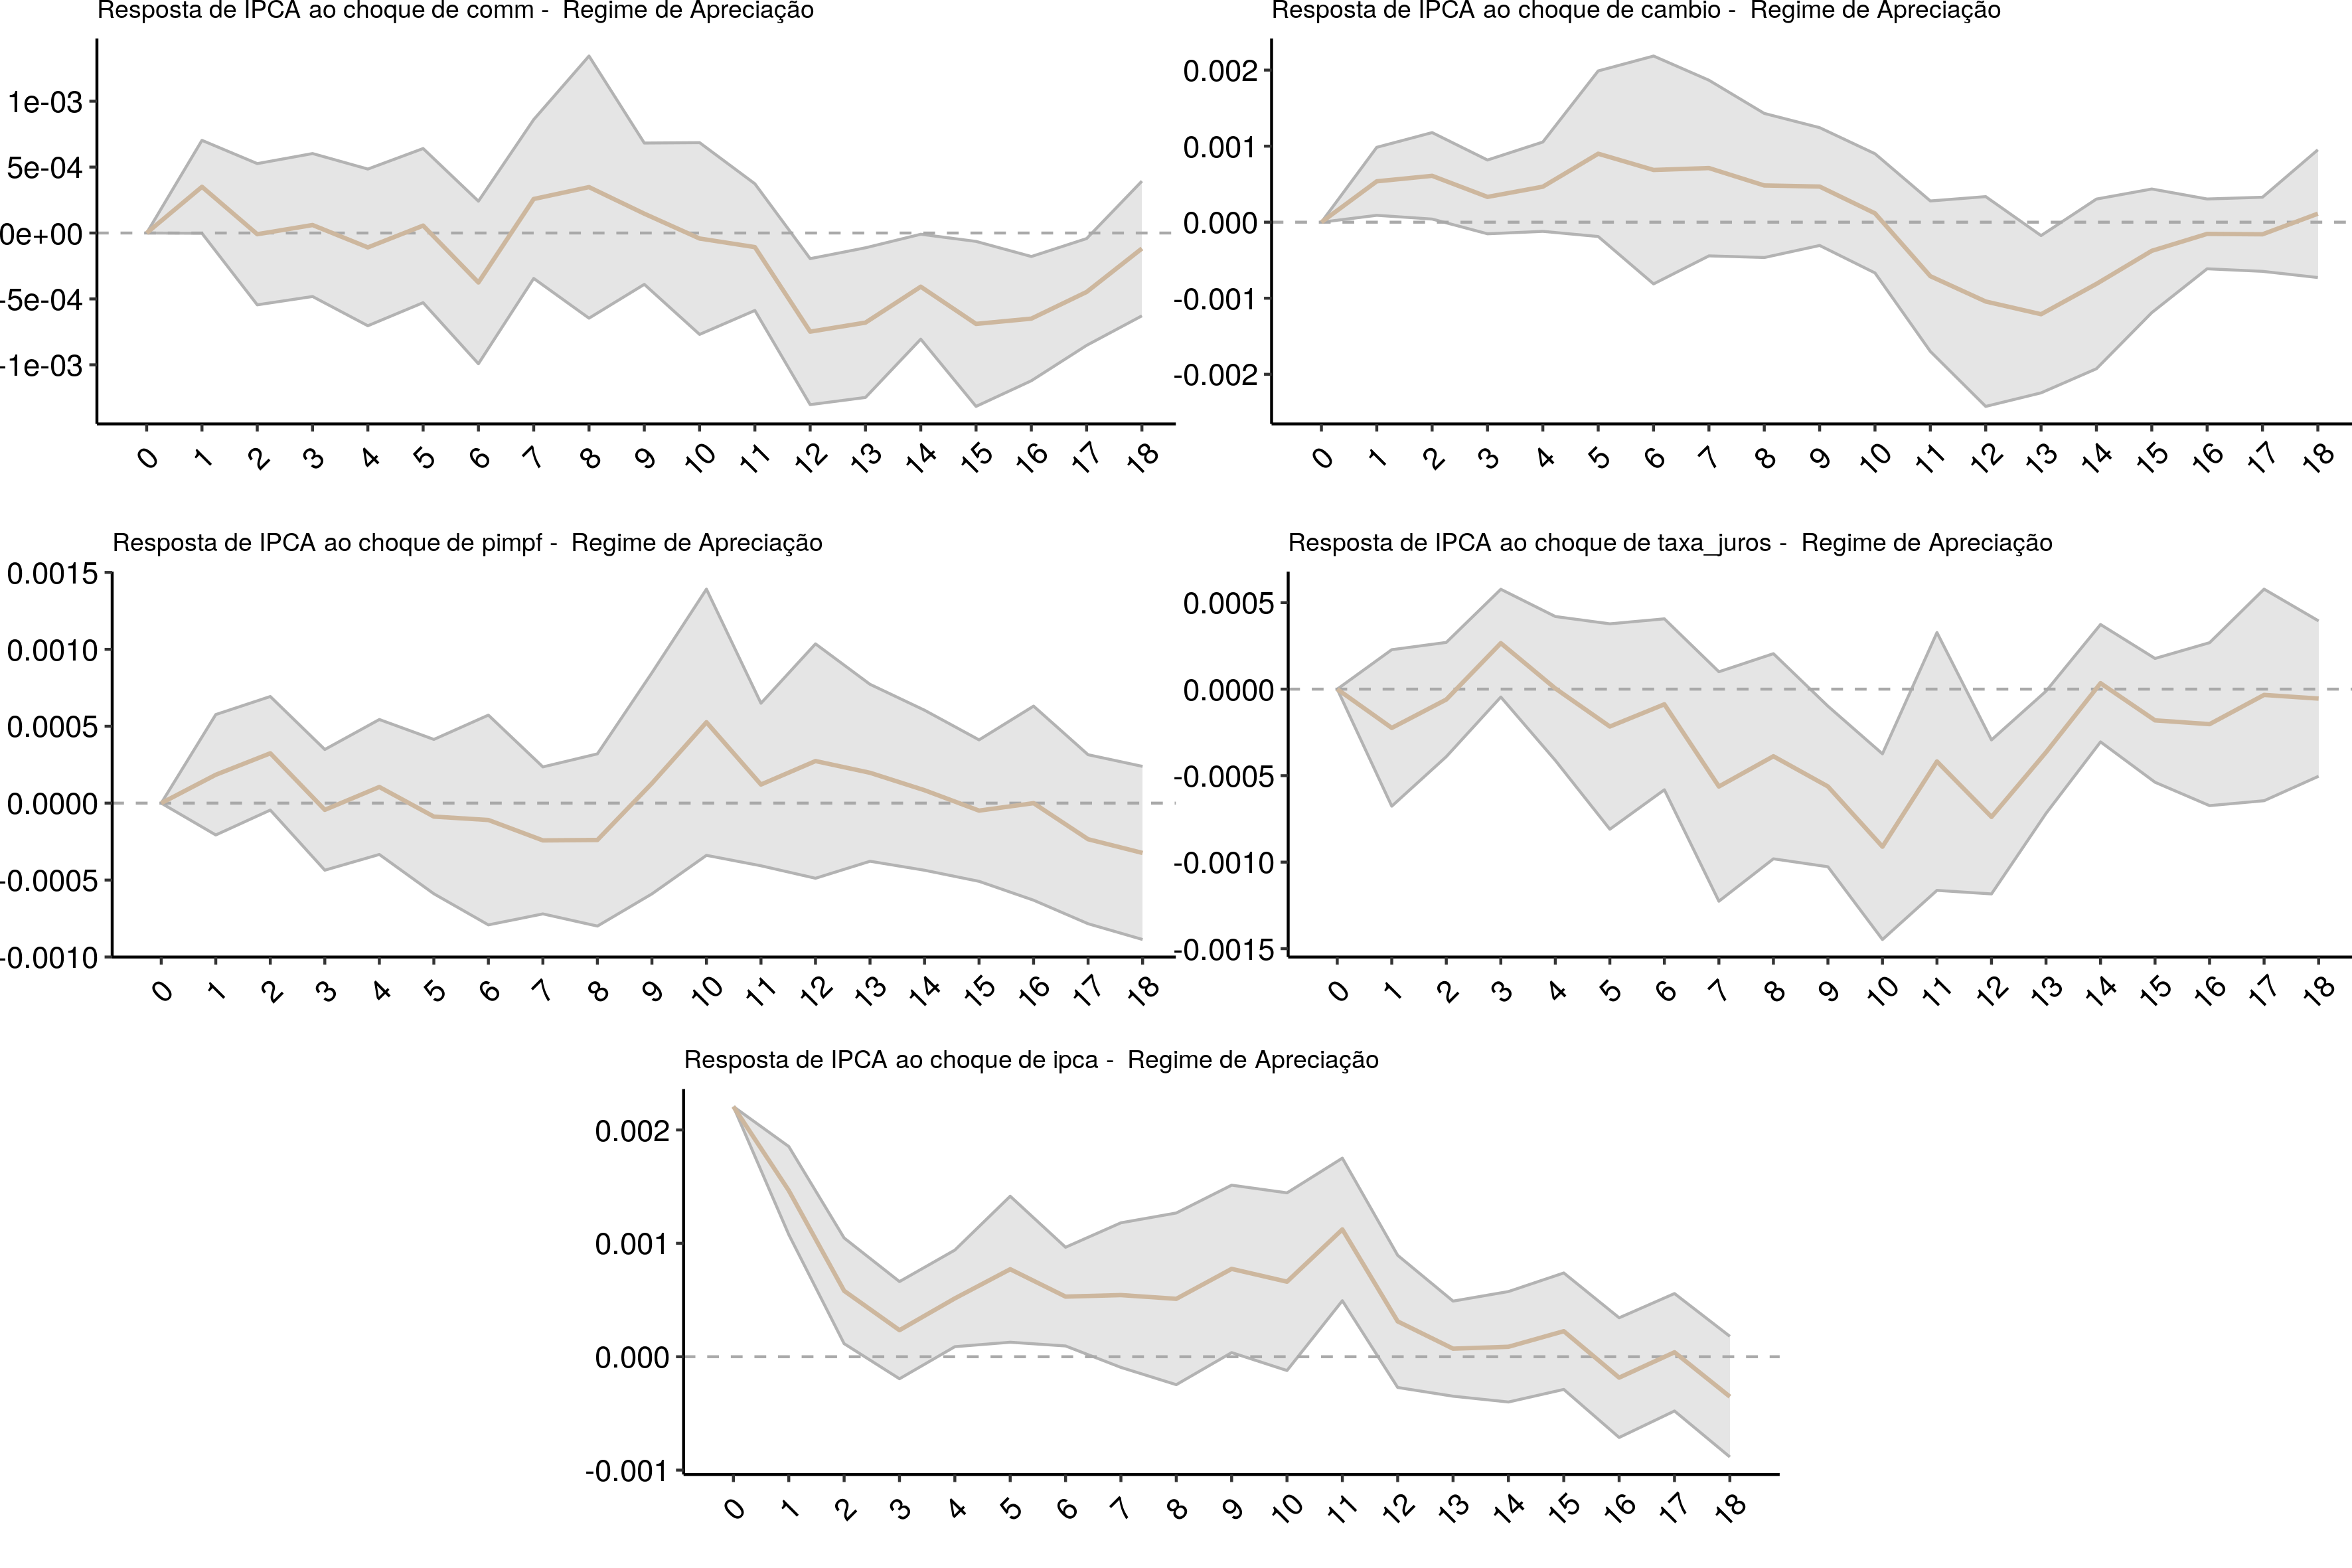 Resposta de IPCA ao choque de comm -  Regime de Apreciação
1e-03
5e-04
0e+00
-5e-04
-1e-03
0 1 2 3 4 5 6 7 8 9 10 11 12 13 14 15 16 17 18
Resposta de IPCA ao choque de cambio -  Regime de Apreciação
0.002
0.001
0.000
-0.001
-0.002
0 1 2 3 4 5 6 7 8 9 10 11 12 13 14 15 16 17 18
Resposta de IPCA ao choque de pimpf -  Regime de Apreciação
0.0015
0.0010
0.0005
0.0000
-0.0005
-0.0010
0 1 2 3 4 5 6 7 8 9 10 11 12 13 14 15 16 17 18
Resposta de IPCA ao choque de taxa_juros -  Regime de Apreciação
0.0005
0.0000
-0.0005
-0.0010
-0.0015
0 1 2 3 4 5 6 7 8 9 10 11 12 13 14 15 16 17 18
Resposta de IPCA ao choque de ipca -  Regime de Apreciação
0.002
0.001
0.000
-0.001
0 1 2 3 4 5 6 7 8 9 10 11 12 13 14 15 16 17 18